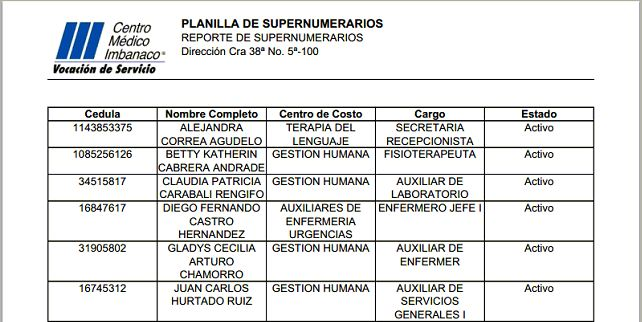 Centro
Médico
Imbanaco®
Vocación de Servicio
PLANILLA DE SUPERNUMERARIOS
REPORTE DE SUPERNUMERARIOS
Dirección Cra 38ª No. 5ª-100
Cedula Nombre Completo Centro de Costo Cargo Estado
1143853375 ALEJANDRA TERAPIA DEL SECRETARIA Activo
CORREA AGUDELO LENGUAJE RECEPCIONISTA
1085256126 BETTY KATHERIN GESTION HUMANA FISIOTERAPEUTA Activo
CABRERA ANDRADE
34515817 CLAUDIA PATRICIA GESTION HUMANA AUXILIAR DE Activo
CARABALI RENGIFO LABORATORIO
16847617 DIEGO FERNANDO AUXILIARES DE ENFERMERO JEFE I Activo
CASTRO ENFERMERIA
HERNANDEZ URGENCIAS
31905802 GLADYS CECILIA GESTION HUMANA AUXILIAR DE Activo
ARTURO ENFERMER
CHAMORRO
16745312 JUAN CARLOS GESTION HUMANA AUXILIAR DE Activo
HURTADO RUIZ SERVICIOS
GENERALES I